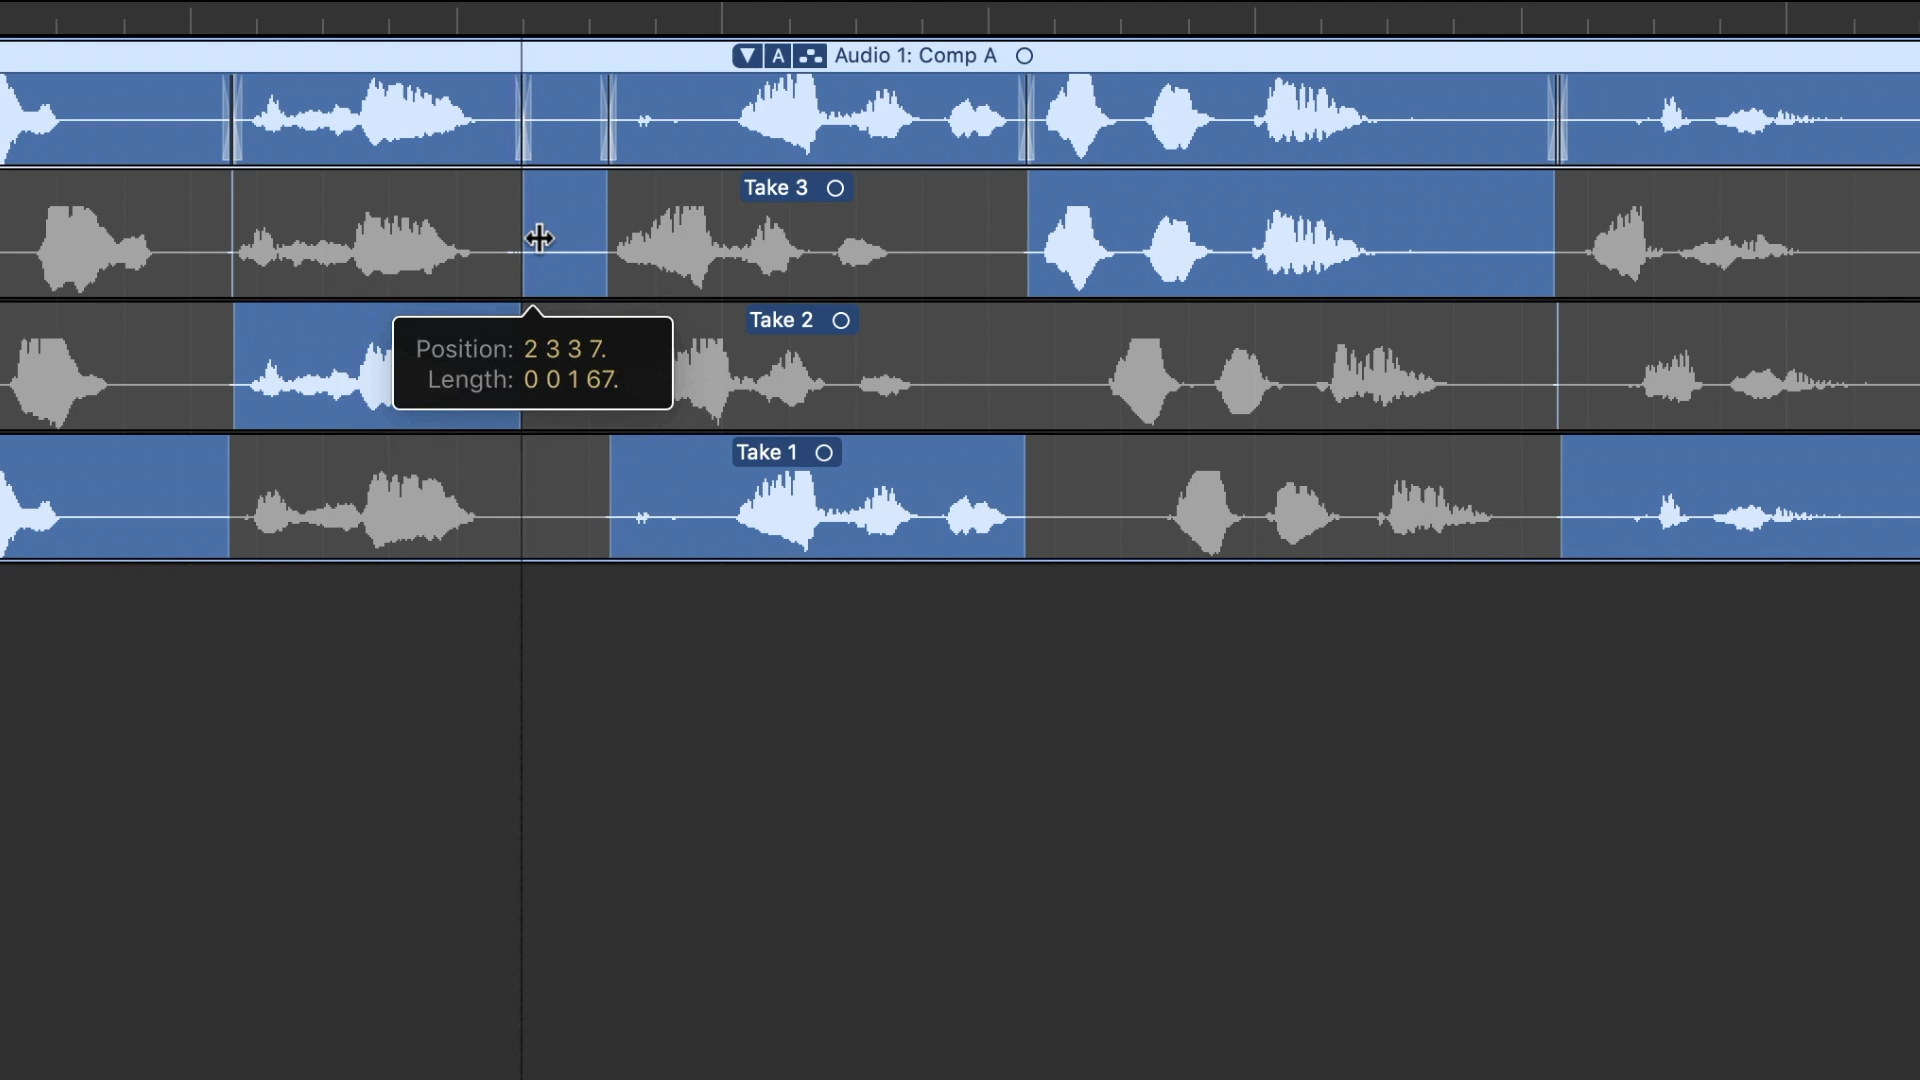 A Audio 1: Comp A
Take 3
Take 2
Position: 2 3 3 7.
Length: 0 0 1 67.
Take 1